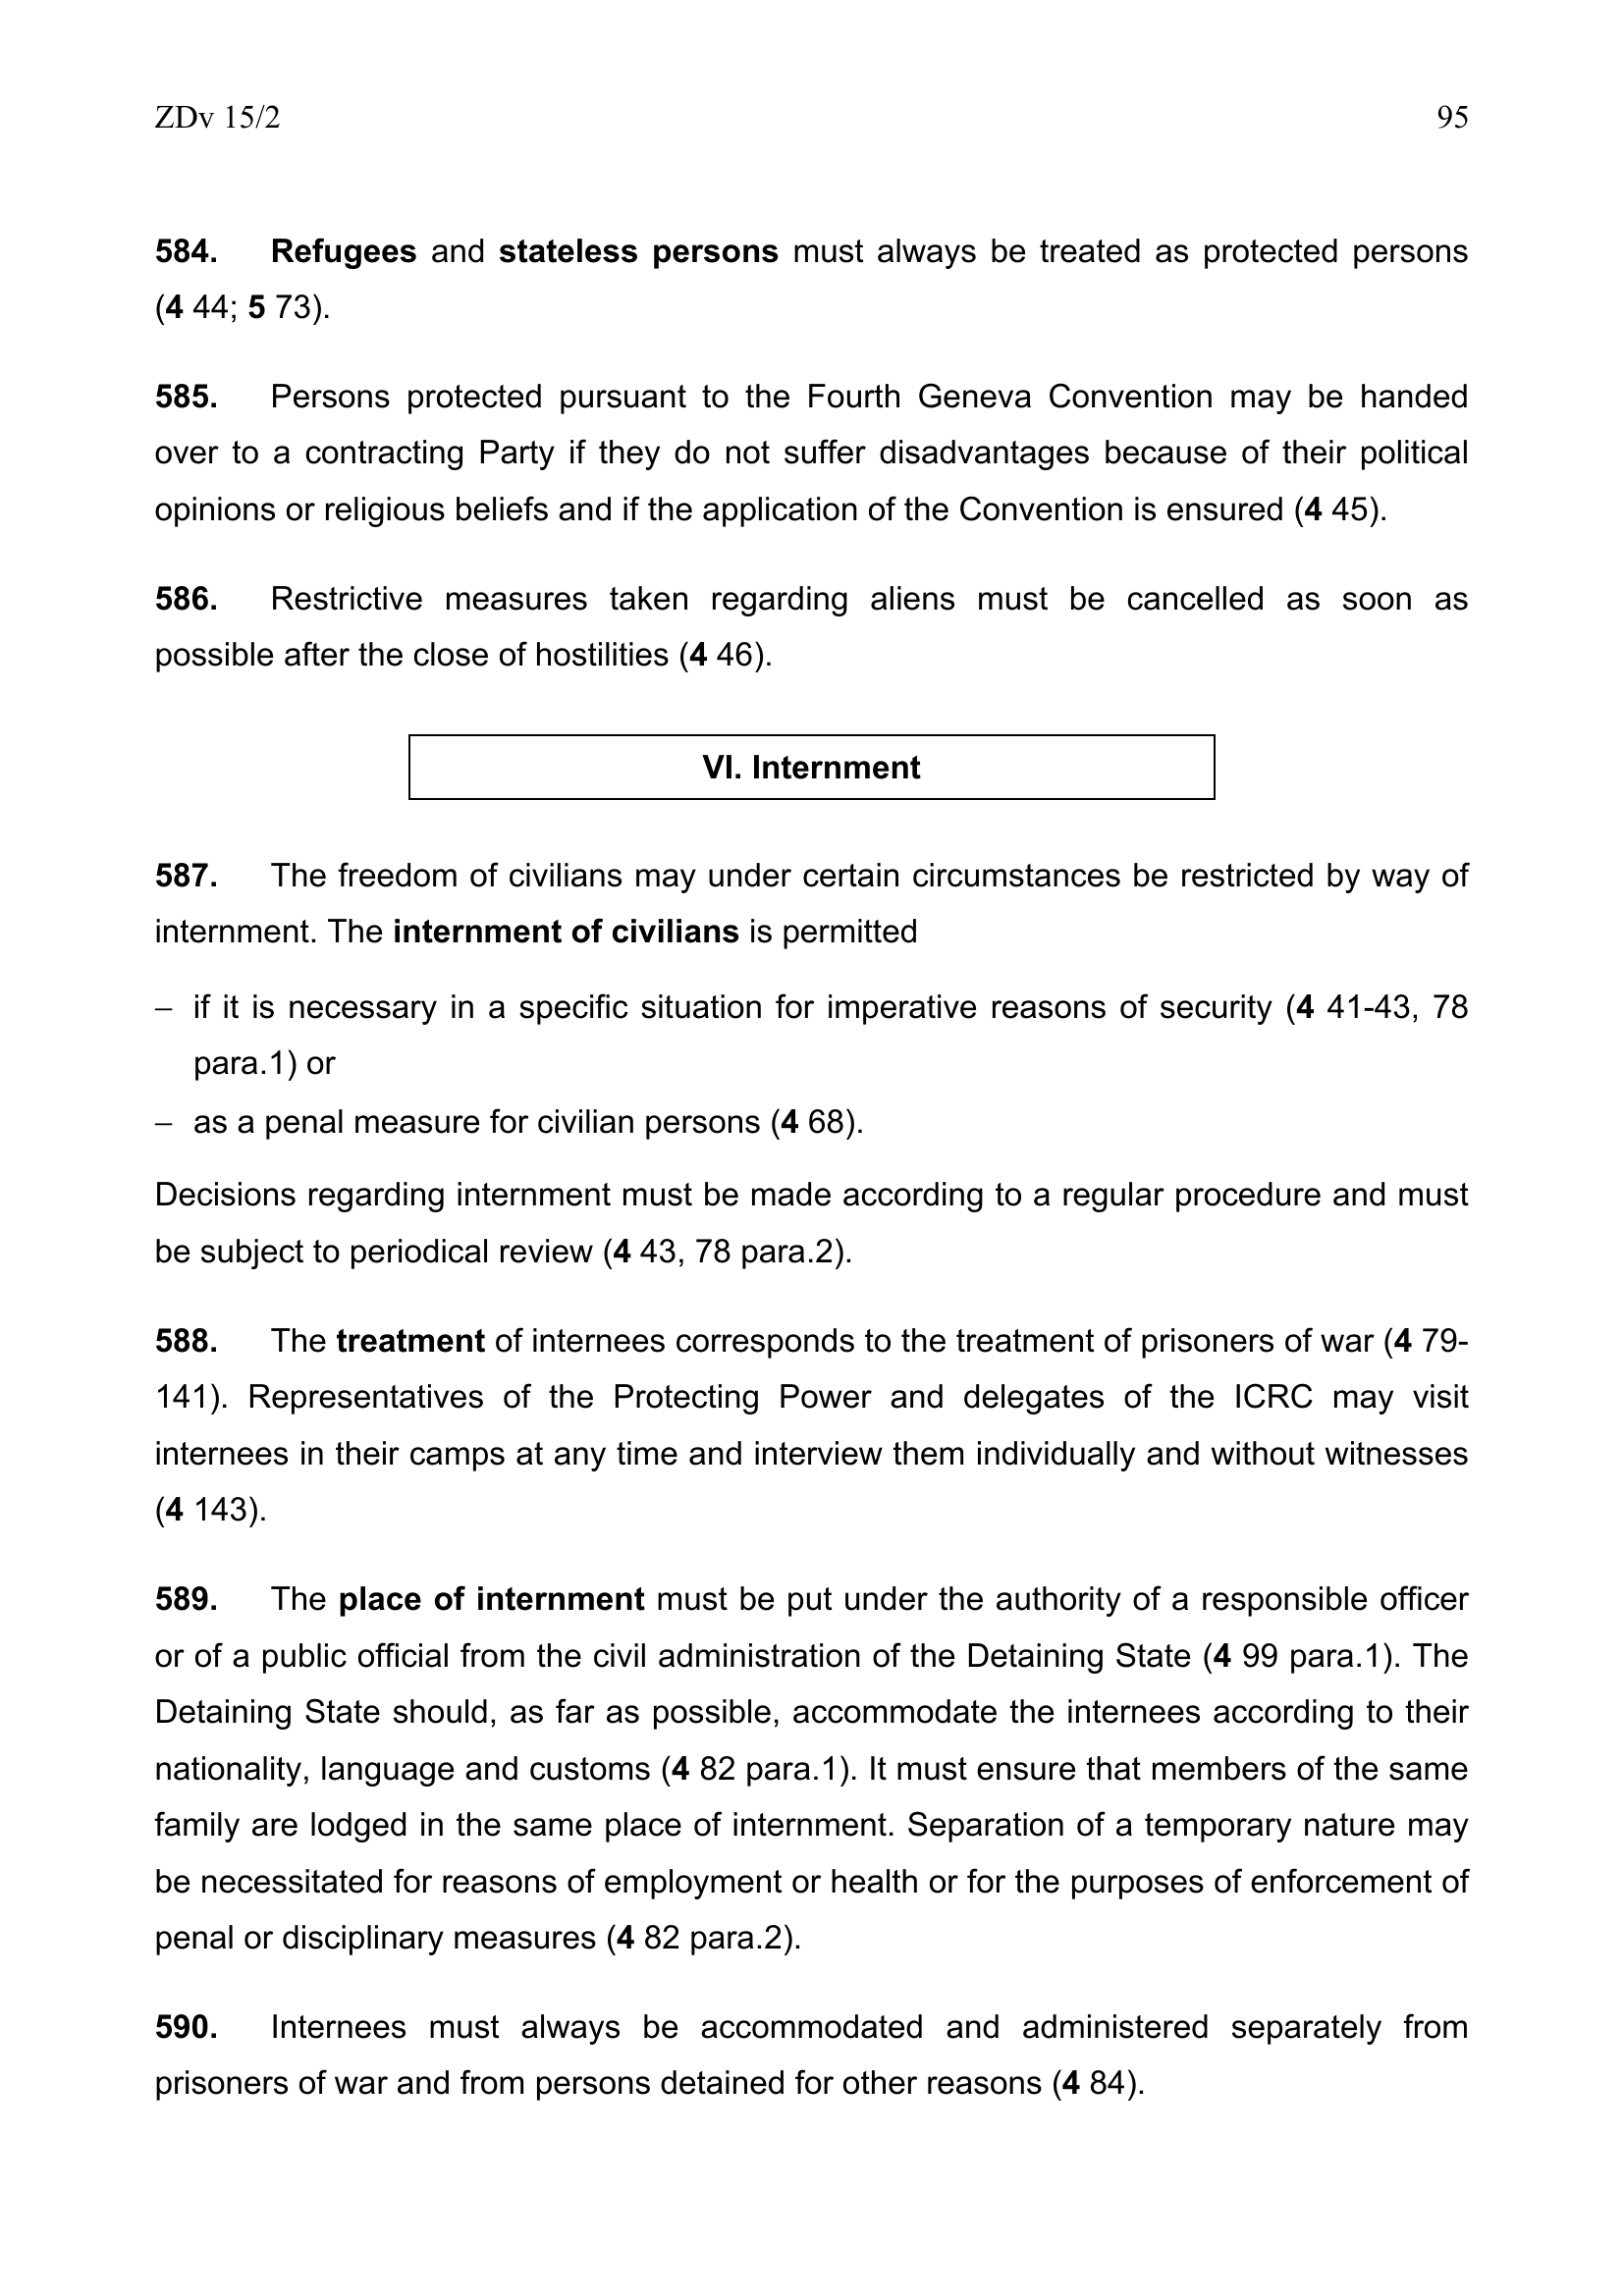 ZDv 15/2 95
584. Refugees and stateless persons must always be treated as protected persons
(4 44; 5 73).
585. Persons protected pursuant to the Fourth Geneva Convention may be handed
over to a contracting Party if they do not suffer disadvantages because of their political
opinions or religious beliefs and if the application of the Convention is ensured (4 45).
586. Restrictive measures taken regarding aliens must be cancelled as soon as
possible after the close of hostilities (4 46).
VI. Internment
587. The freedom of civilians may under certain circumstances be restricted by way of
internment. The internment of civilians is permitted
– if it is necessary in a specific situation for imperative reasons of security (4 41-43, 78
para.1) or
– as a penal measure for civilian persons (4 68).
Decisions regarding internment must be made according to a regular procedure and must
be subject to periodical review (4 43, 78 para.2).
588. The treatment of internees corresponds to the treatment of prisoners of war (4 79-
141). Representatives of the Protecting Power and delegates of the ICRC may visit
internees in their camps at any time and interview them individually and without witnesses
(4 143).
589. The place of internment must be put under the authority of a responsible officer
or of a public official from the civil administration of the Detaining State (4 99 para.1). The
Detaining State should, as far as possible, accommodate the internees according to their
nationality, language and customs (4 82 para.1). It must ensure that members of the same
family are lodged in the same place of internment. Separation of a temporary nature may
be necessitated for reasons of employment or health or for the purposes of enforcement of
penal or disciplinary measures (4 82 para.2).
590. Internees must always be accommodated and administered separately from
prisoners of war and from persons detained for other reasons (4 84).